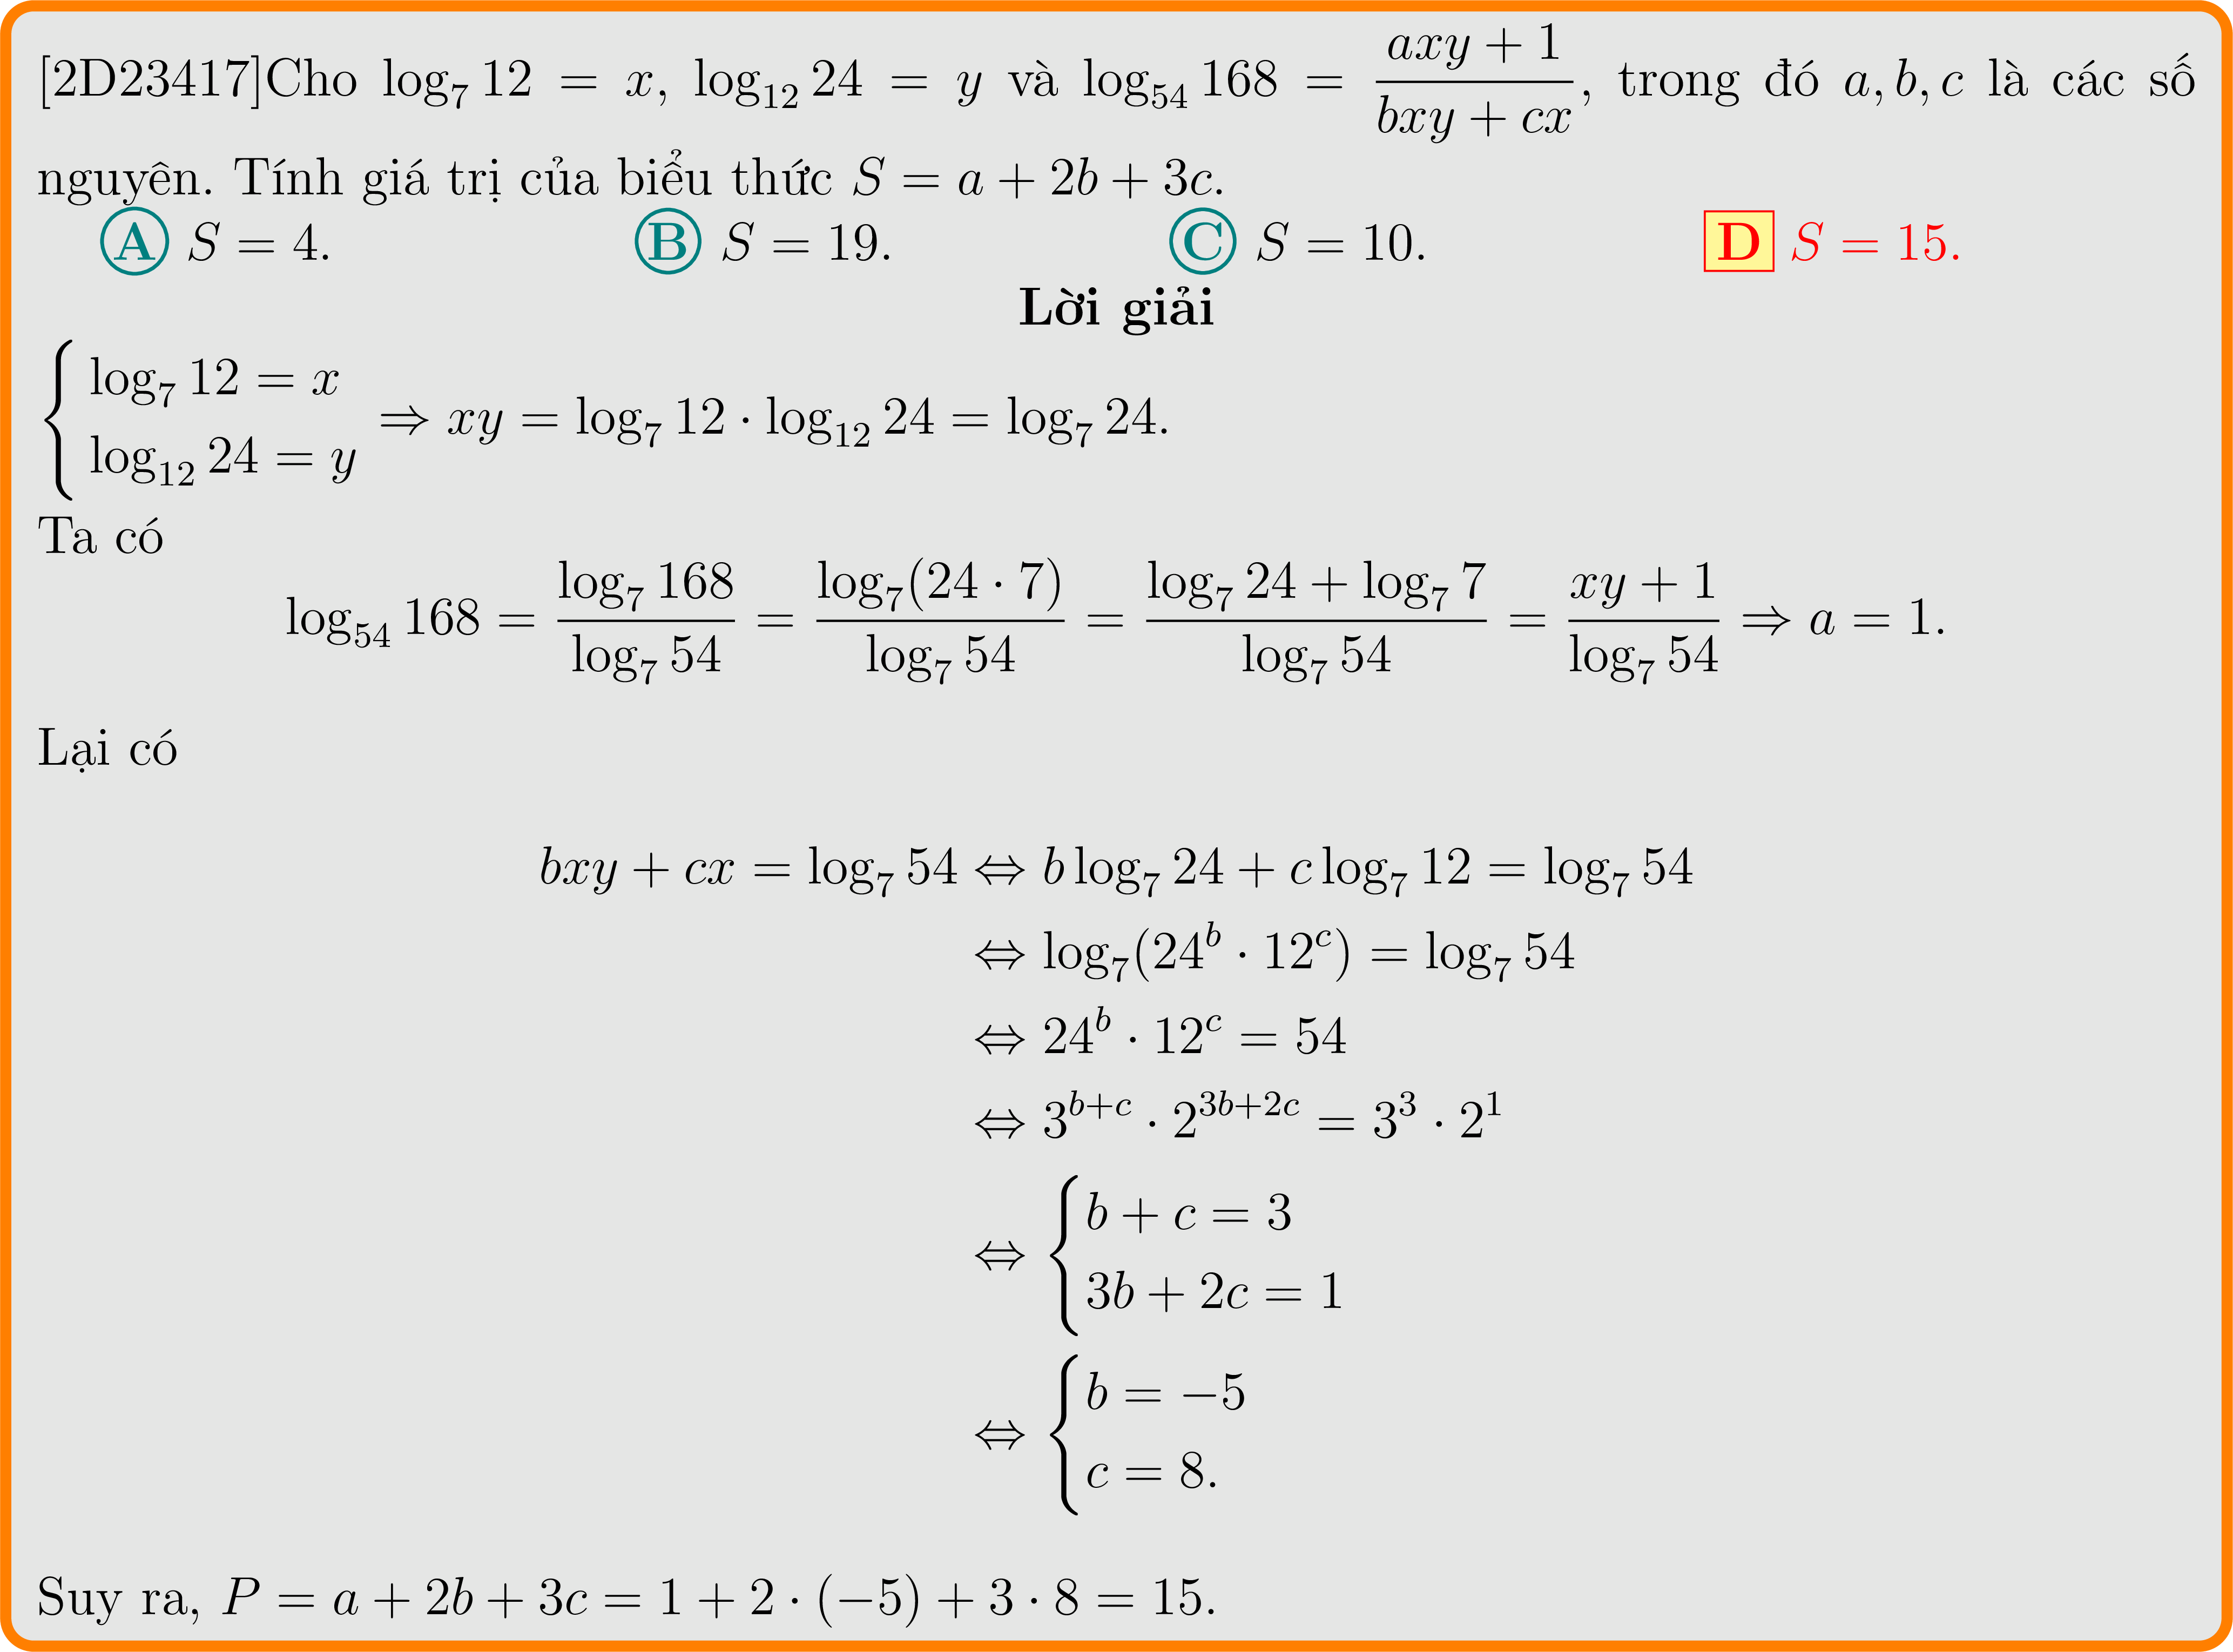 [2D23417]Cho $\log_7 12 = x$, $\log_{12} 24 = y$ và $\log_{54} 168 = \dfrac{axy+1}{bxy+cx}$, trong đó $a, b, c$ là các số
nguyên. Tính giá trị của biểu thức $S = a + 2b + 3c$.
A $S = 4$. B $S = 19$. C $S = 10$. D $S = 15$.
Lời giải
$\begin{cases} \log_7 12 = x \\ \log_{12} 24 = y \end{cases} \Rightarrow xy = \log_7 12 \cdot \log_{12} 24 = \log_7 24.$
Ta có
$\log_{54} 168 = \dfrac{\log_7 168}{\log_7 54} = \dfrac{\log_7 (24 \cdot 7)}{\log_7 54} = \dfrac{\log_7 24 + \log_7 7}{\log_7 54} = \dfrac{xy+1}{\log_7 54} \Rightarrow a = 1.$
Lại có
$bxy + cx = \log_7 54 \Leftrightarrow b\log_7 24 + c\log_7 12 = \log_7 54$
$\Leftrightarrow \log_7 (24^b \cdot 12^c) = \log_7 54$
$\Leftrightarrow 24^b \cdot 12^c = 54$
$\Leftrightarrow 3^{b+c} \cdot 2^{3b+2c} = 3^3 \cdot 2^1$
$\Leftrightarrow \begin{cases} b + c = 3 \\ 3b + 2c = 1 \end{cases}$
$\Leftrightarrow \begin{cases} b = -5 \\ c = 8. \end{cases}$
Suy ra, $P = a + 2b + 3c = 1 + 2 \cdot (-5) + 3 \cdot 8 = 15.$